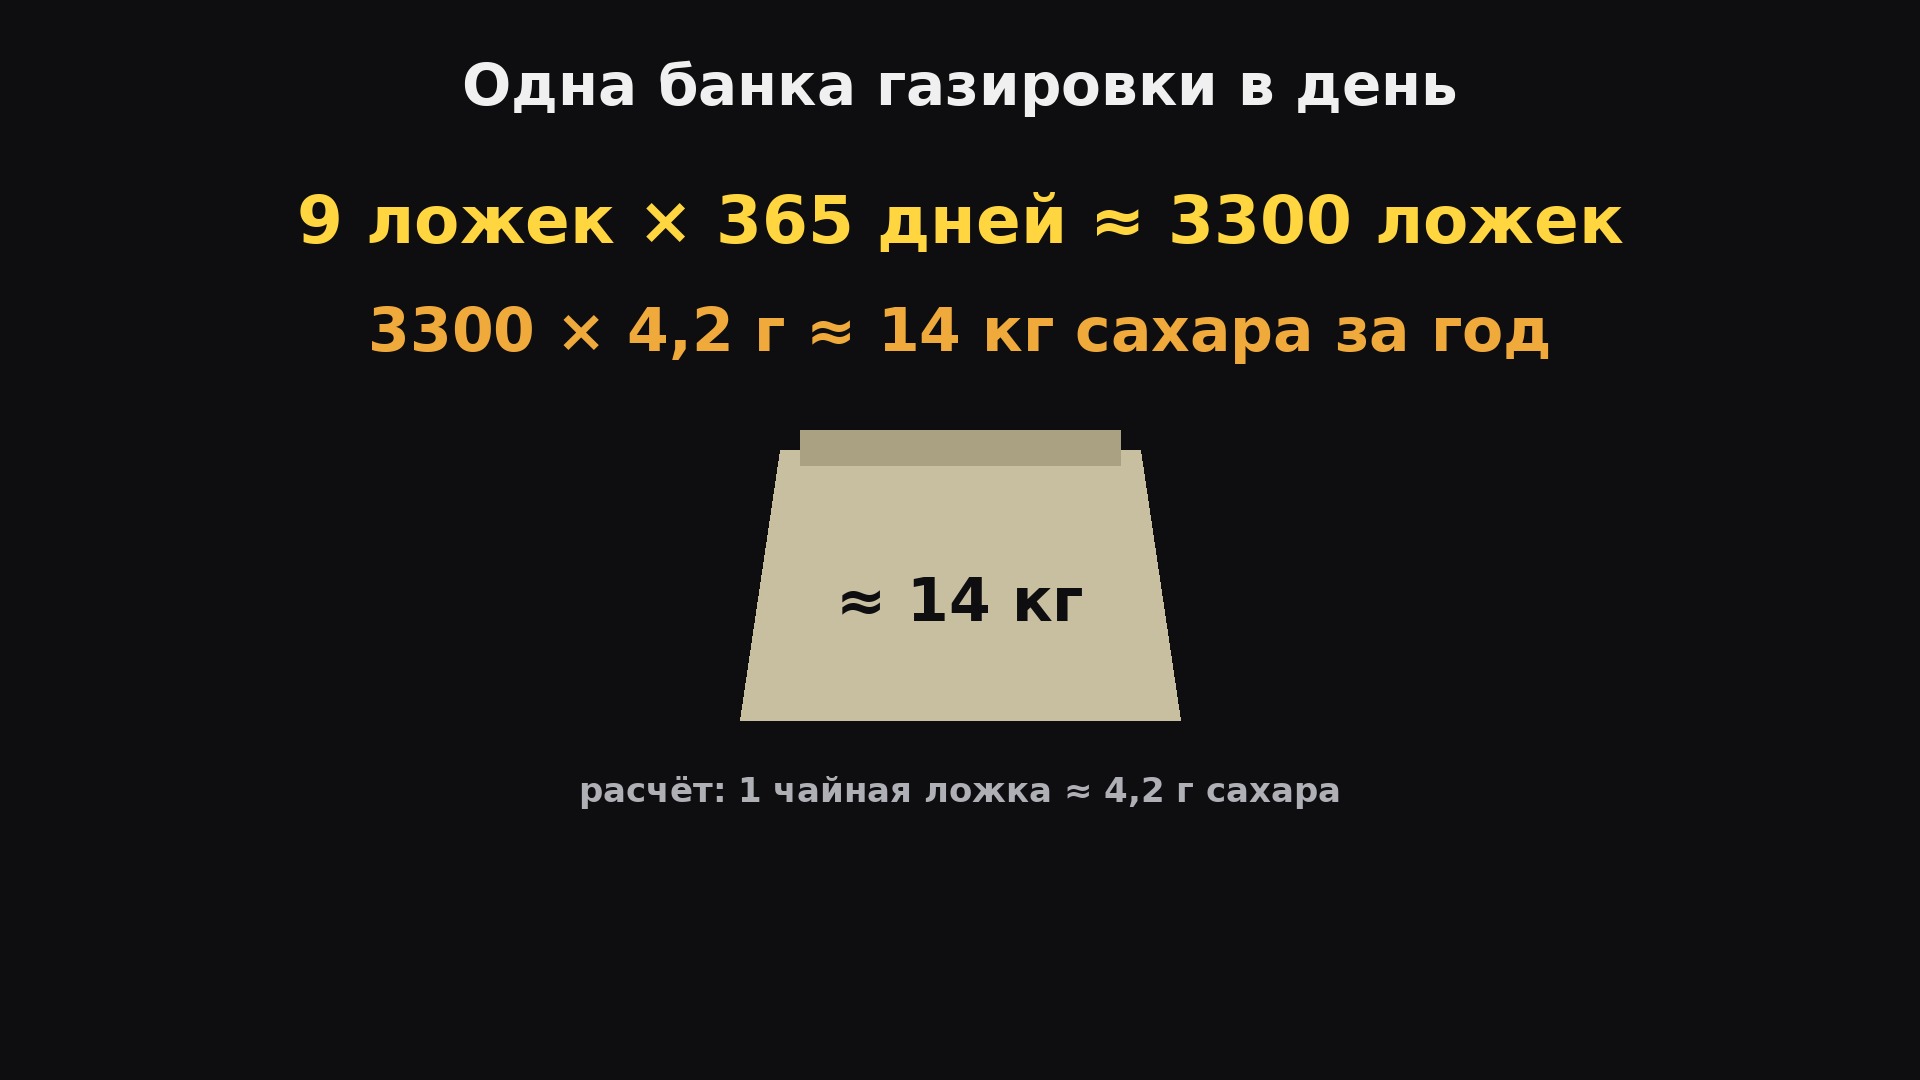 Одна банка газировки в день
9 ложек × 365 дней ≈ 3300 ложек
3300 × 4,2 г ≈ 14 кг сахара за год
≈ 14 кг
расчёт: 1 чайная ложка ≈ 4,2 г сахара